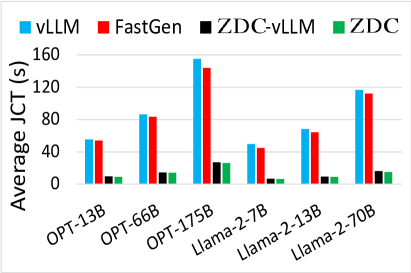 vLLM FastGen ZDC-vLLM ZDC
Average JCT (s)
160
120
80
40
0
OPT-13B
OPT-66B
OPT-175B
Llama-2-7B
Llama-2-13B
Llama-2-70B